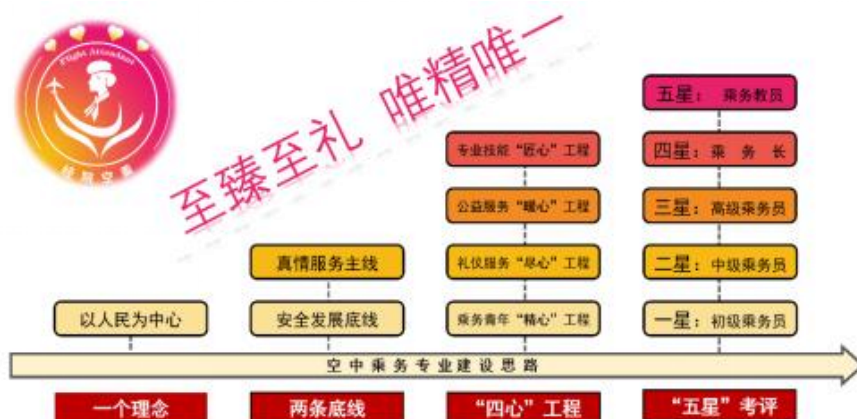 Flight Attendant
至臻至礼 唯精唯一
五星: 乘务教员
专业技能“匠心”工程
四星: 乘 务 长
公益服务“暖心”工程
三星: 高级乘务员
真情服务主线
礼仪服务“尽心”工程
二星: 中级乘务员
以人民为中心
安全发展底线
乘务青年“精心”工程
一星: 初级乘务员
空中乘务专业建设思路
一个理念
两条底线
“四心”工程
“五星”考评